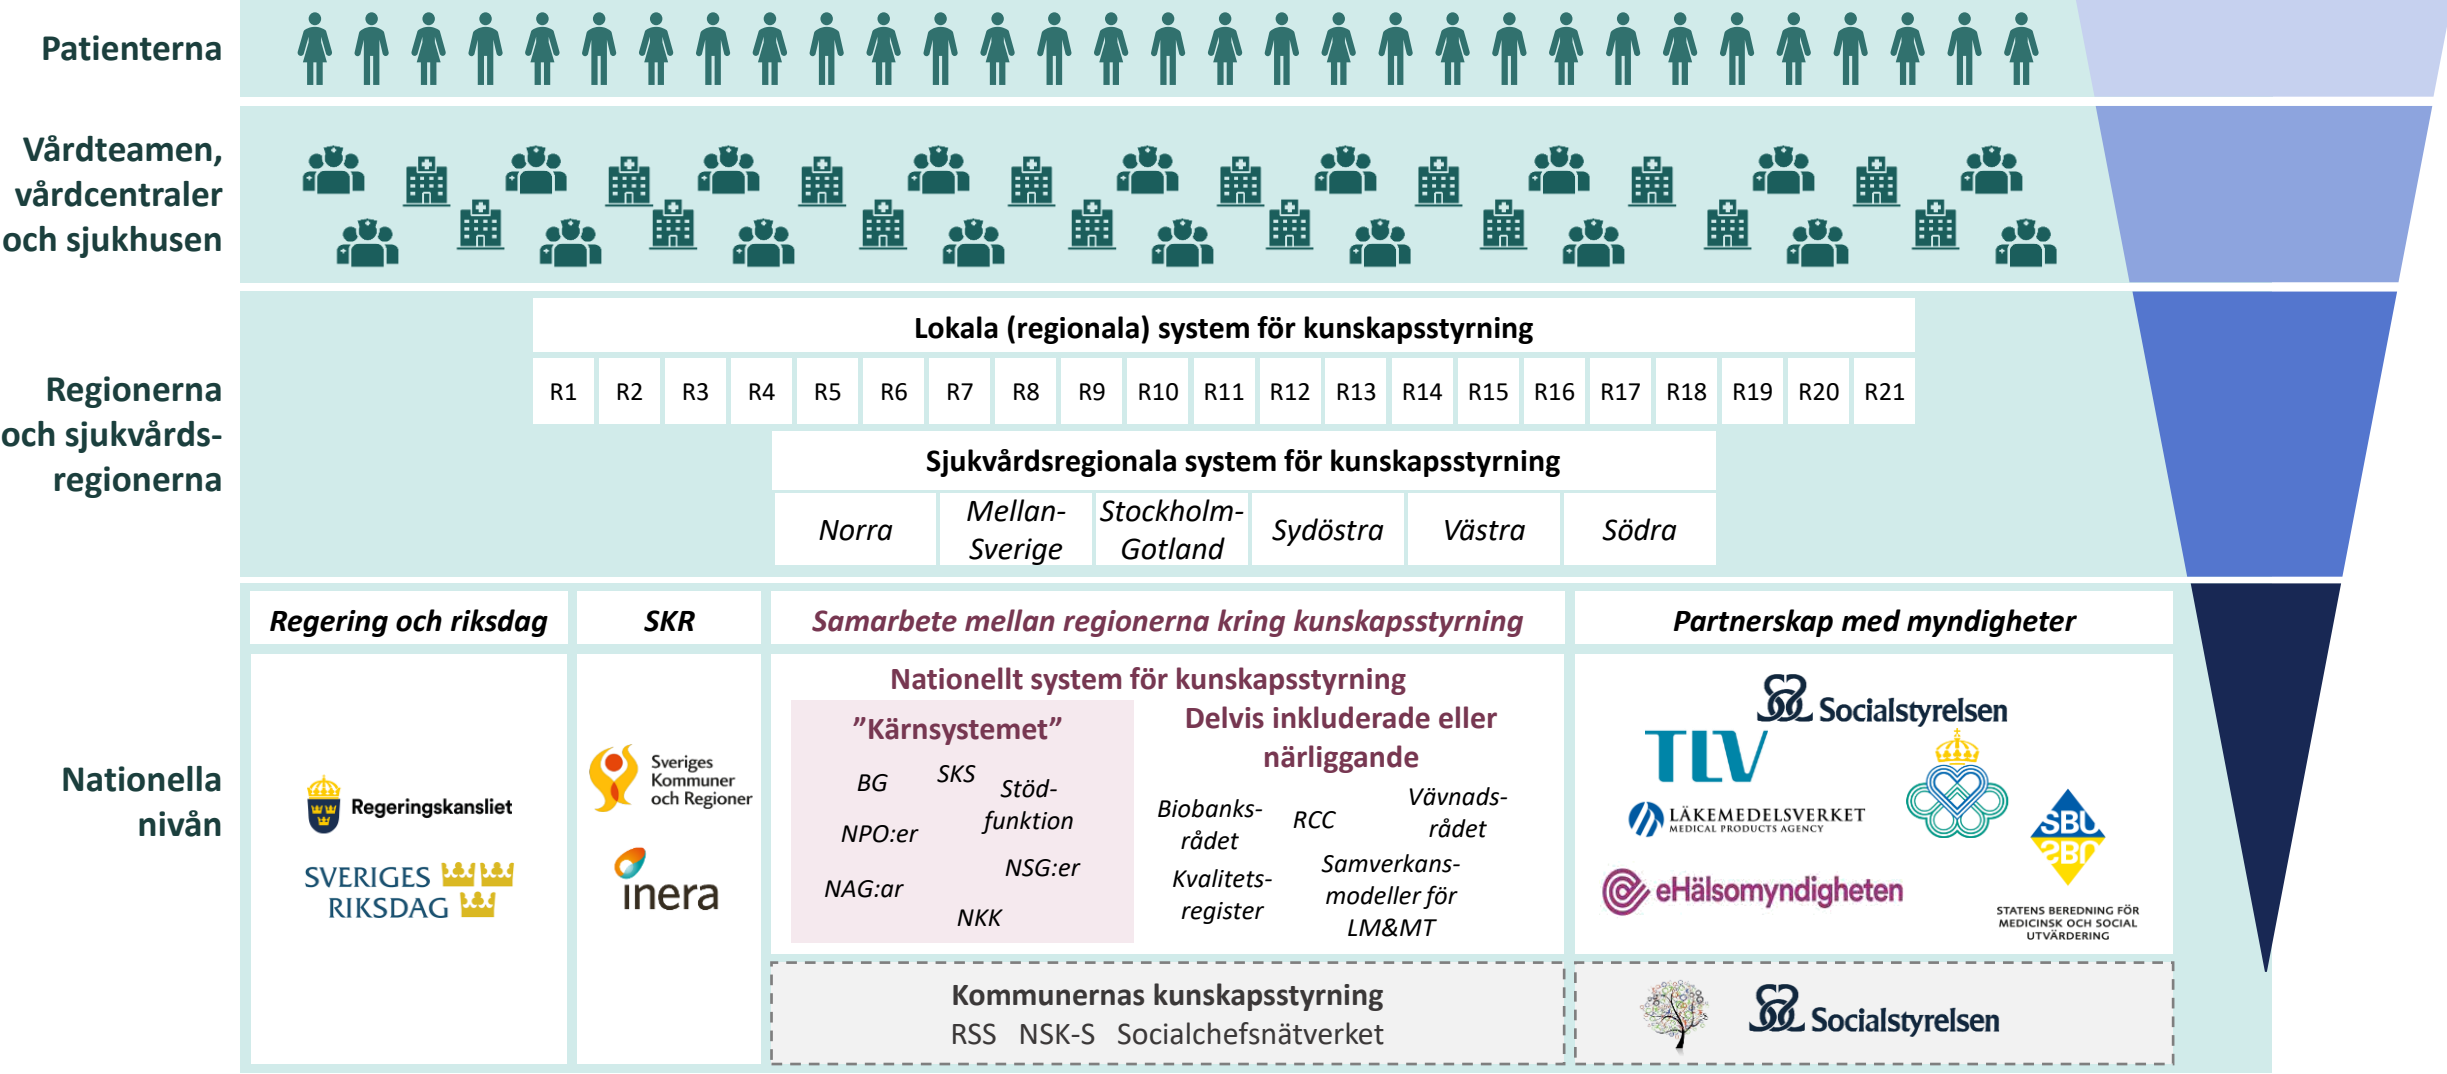 Patienterna
Vårdteamen,
vårdcentraler
och sjukhusen
Regionerna
och sjukvårds-
regionerna
Lokala (regionala) system för kunskapsstyrning
R1 R2 R3 R4 R5 R6 R7 R8 R9 R10 R11 R12 R13 R14 R15 R16 R17 R18 R19 R20 R21
Sjukvårdsregionala system för kunskapsstyrning
Norra
Mellan-
Sverige
Stockholm-
Gotland
Sydöstra
Västra
Södra
Nationella
nivån
Regering och riksdag
Regeringskansliet
SVERIGES
RIKSDAG
SKR
Sveriges
Kommuner
och Regioner
inera
Samarbete mellan regionerna kring kunskapsstyrning
Nationellt system för kunskapsstyrning
”Kärnsystemet”
BG
SKS
Stöd-
funktion
NPO:er
NSG:er
NAG:ar
NKK
Delvis inkluderade eller
närliggande
Biobanks-
rådet
RCC
Vävnads-
rådet
Kvalitets-
register
Samverkans-
modeller för
LM&MT
Kommunernas kunskapsstyrning
RSS NSK-S Socialchefsnätverket
Partnerskap med myndigheter
Socialstyrelsen
TLV
LÄKEMEDELSVERKET
MEDICAL PRODUCTS AGENCY
SBU
eHälsomyndigheten
STATENS BEREDNING FÖR
MEDICINSK OCH SOCIAL
UTVÄRDERING
Socialstyrelsen